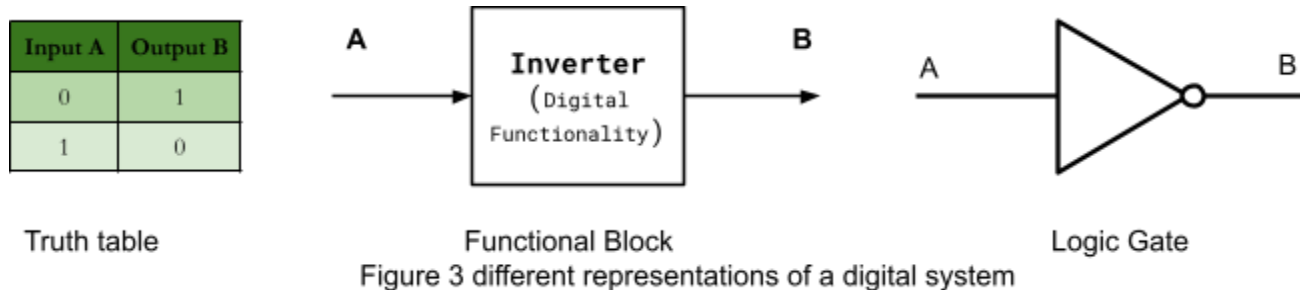 Input A Output B
0 1
1 0
Truth table
A
B
Inverter
(Digital
Functionality)
Functional Block
A
B
Logic Gate
Figure 3 different representations of a digital system